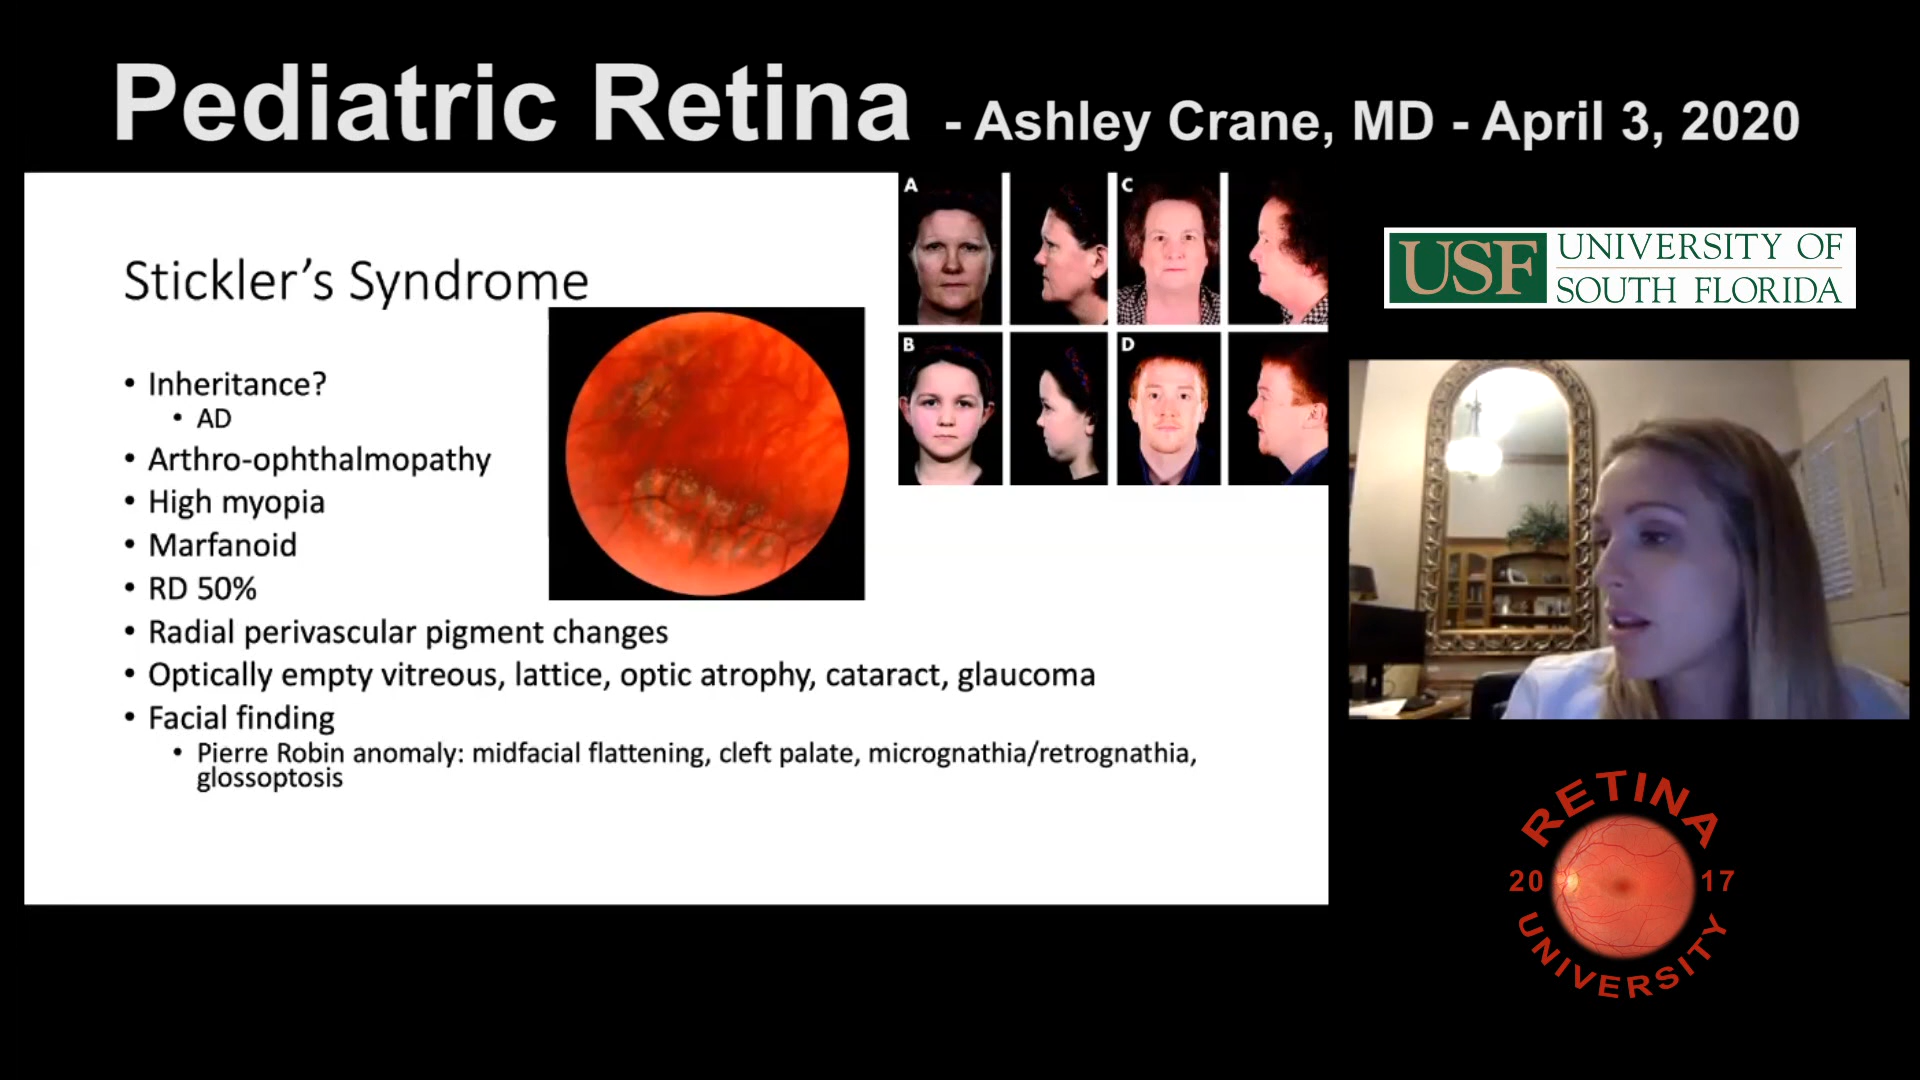 Pediatric Retina - Ashley Crane, MD - April 3, 2020
Stickler’s Syndrome
• Inheritance?
• AD
• Arthro-ophthalmopathy
• High myopia
• Marfanoid
• RD 50%
• Radial perivascular pigment changes
• Optically empty vitreous, lattice, optic atrophy, cataract, glaucoma
• Facial finding
• Pierre Robin anomaly: midfacial flattening, cleft palate, micrognathia/retrognathia,
glossoptosis
A
C
B
D
USF UNIVERSITY OF
SOUTH FLORIDA
RETINA
20 17
UNIVERSITY